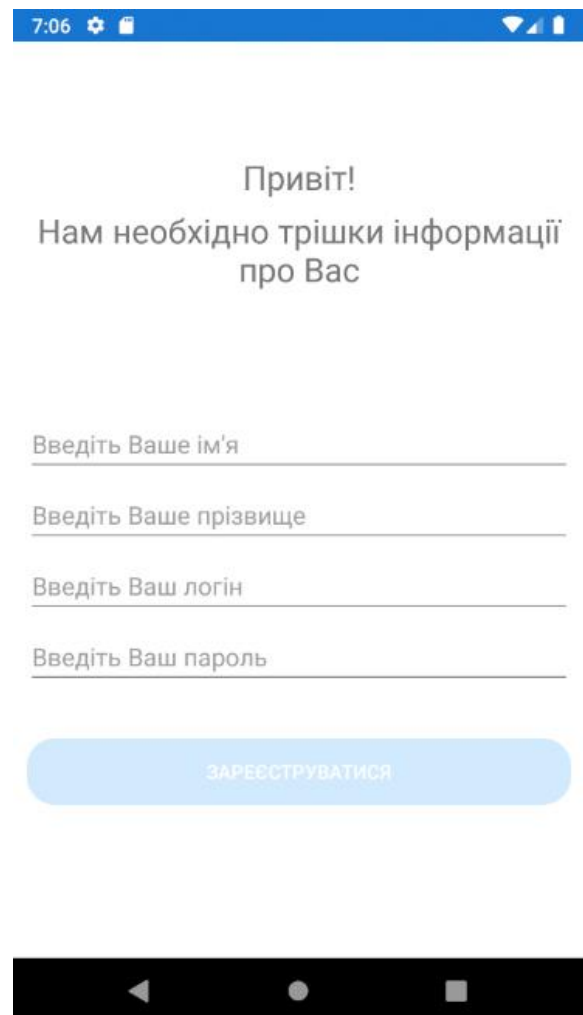 7:06
Привіт!
Нам необхідно трішки інформації
про Вас
Введіть Ваше ім'я
Введіть Ваше прізвище
Введіть Ваш логін
Введіть Ваш пароль
ЗАРЕЄСТРУВАТИСЯ